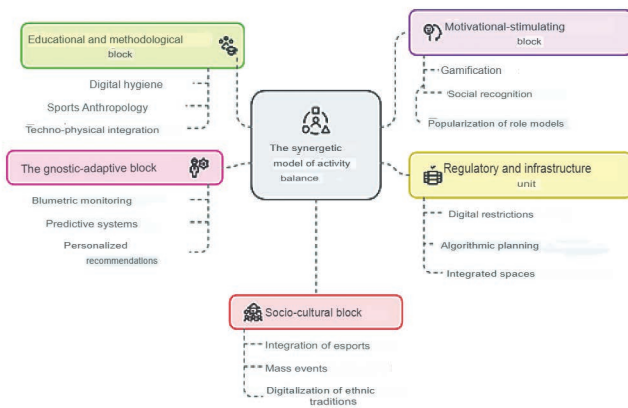 Educational and methodological
block
Digital hygiene
Sports Anthropology
Techno-physical integration
The gnostic-adaptive block
Blumetric monitoring
Predictive systems
Personalized
recommendations
The synergetic
model of activity
balance
Motivational-stimulating
block
Gamification
Social recognition
Popularization of role models
Regulatory and infrastructure
unit
Digital restrictions
Algorithmic planning
Integrated spaces
Socio-cultural block
Integration of esports
Mass events
Digitalization of ethnic
traditions